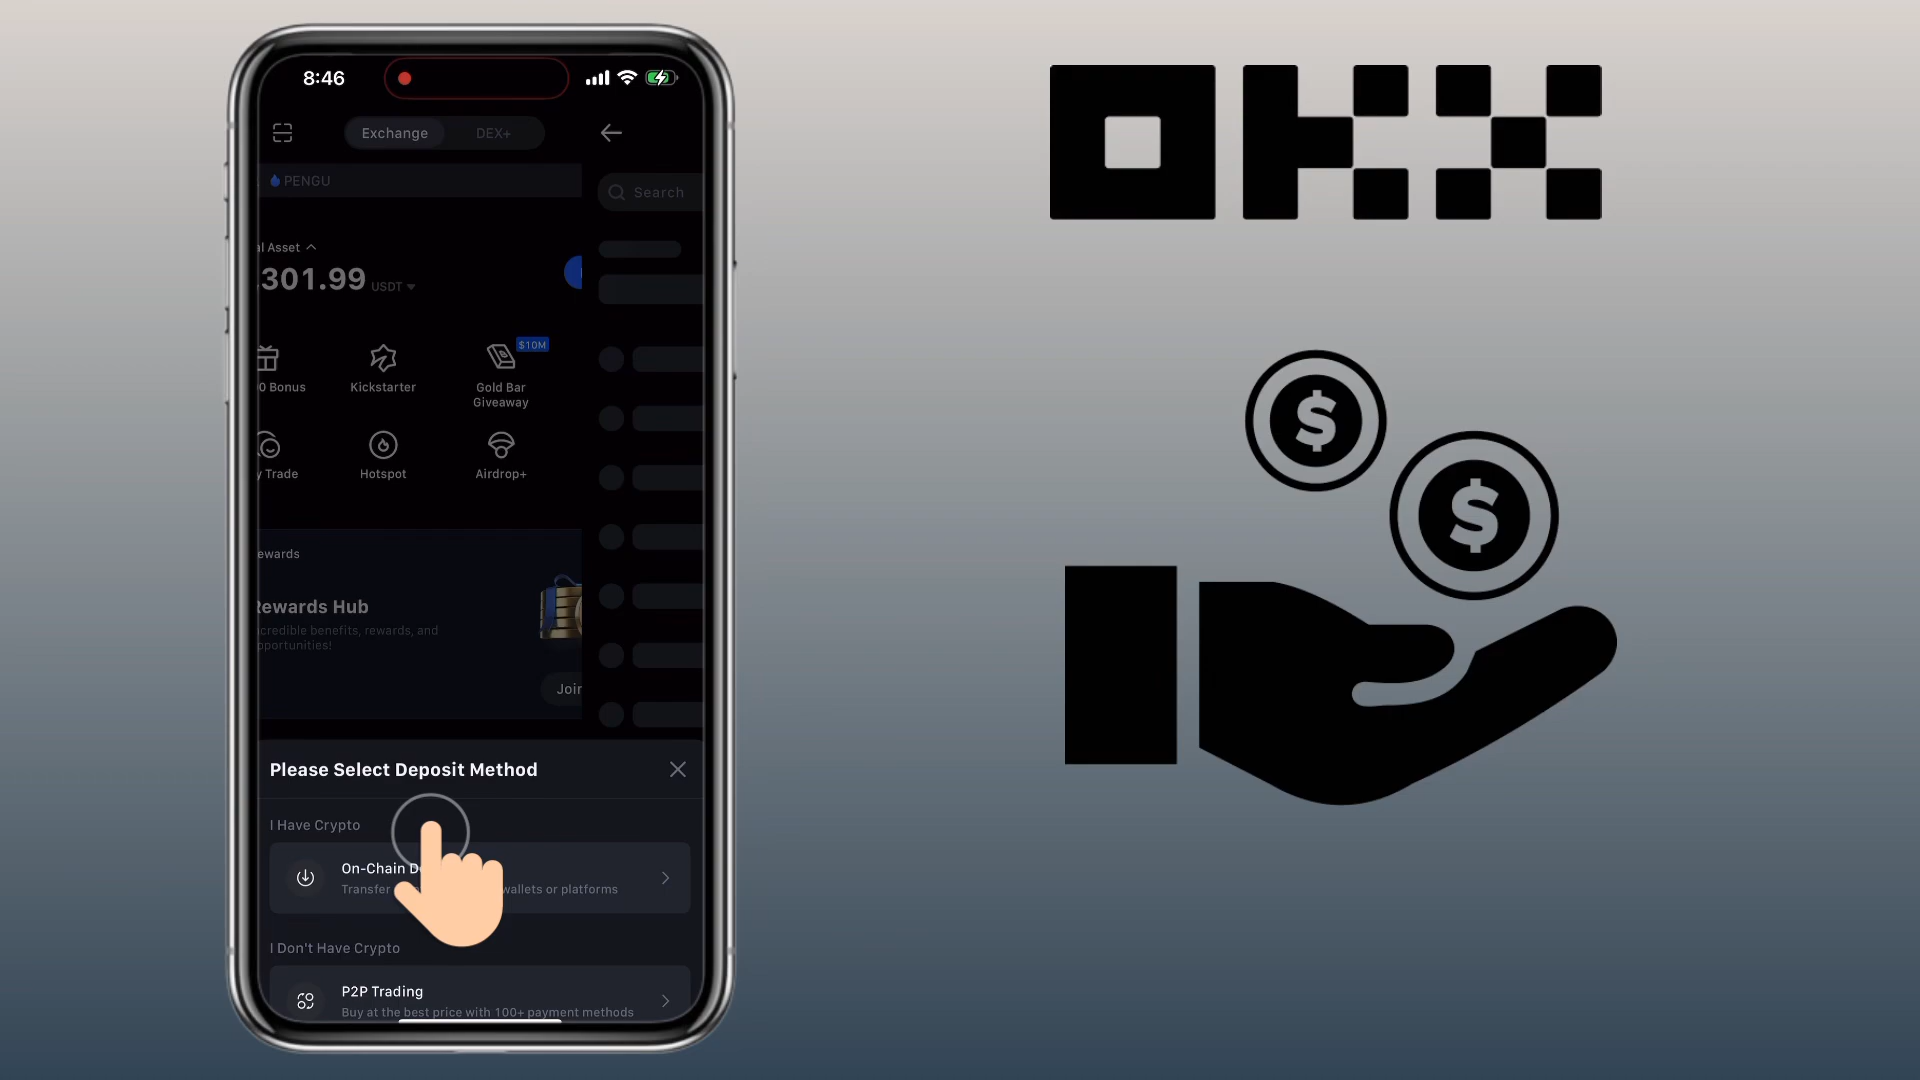 8:46
Exchange
DEX+
PENGU
Search
al Asset
301.99 USDT
$10M
0 Bonus
Kickstarter
Gold Bar
Giveaway
y Trade
Hotspot
Airdrop+
ewards
Rewards Hub
credible benefits, rewards, and
pportunities!
Join
Please Select Deposit Method
I Have Crypto
On-Chain D
Transfer wallets or platforms
I Don't Have Crypto
P2P Trading
Buy at the best price with 100+ payment methods
OKX
$
$